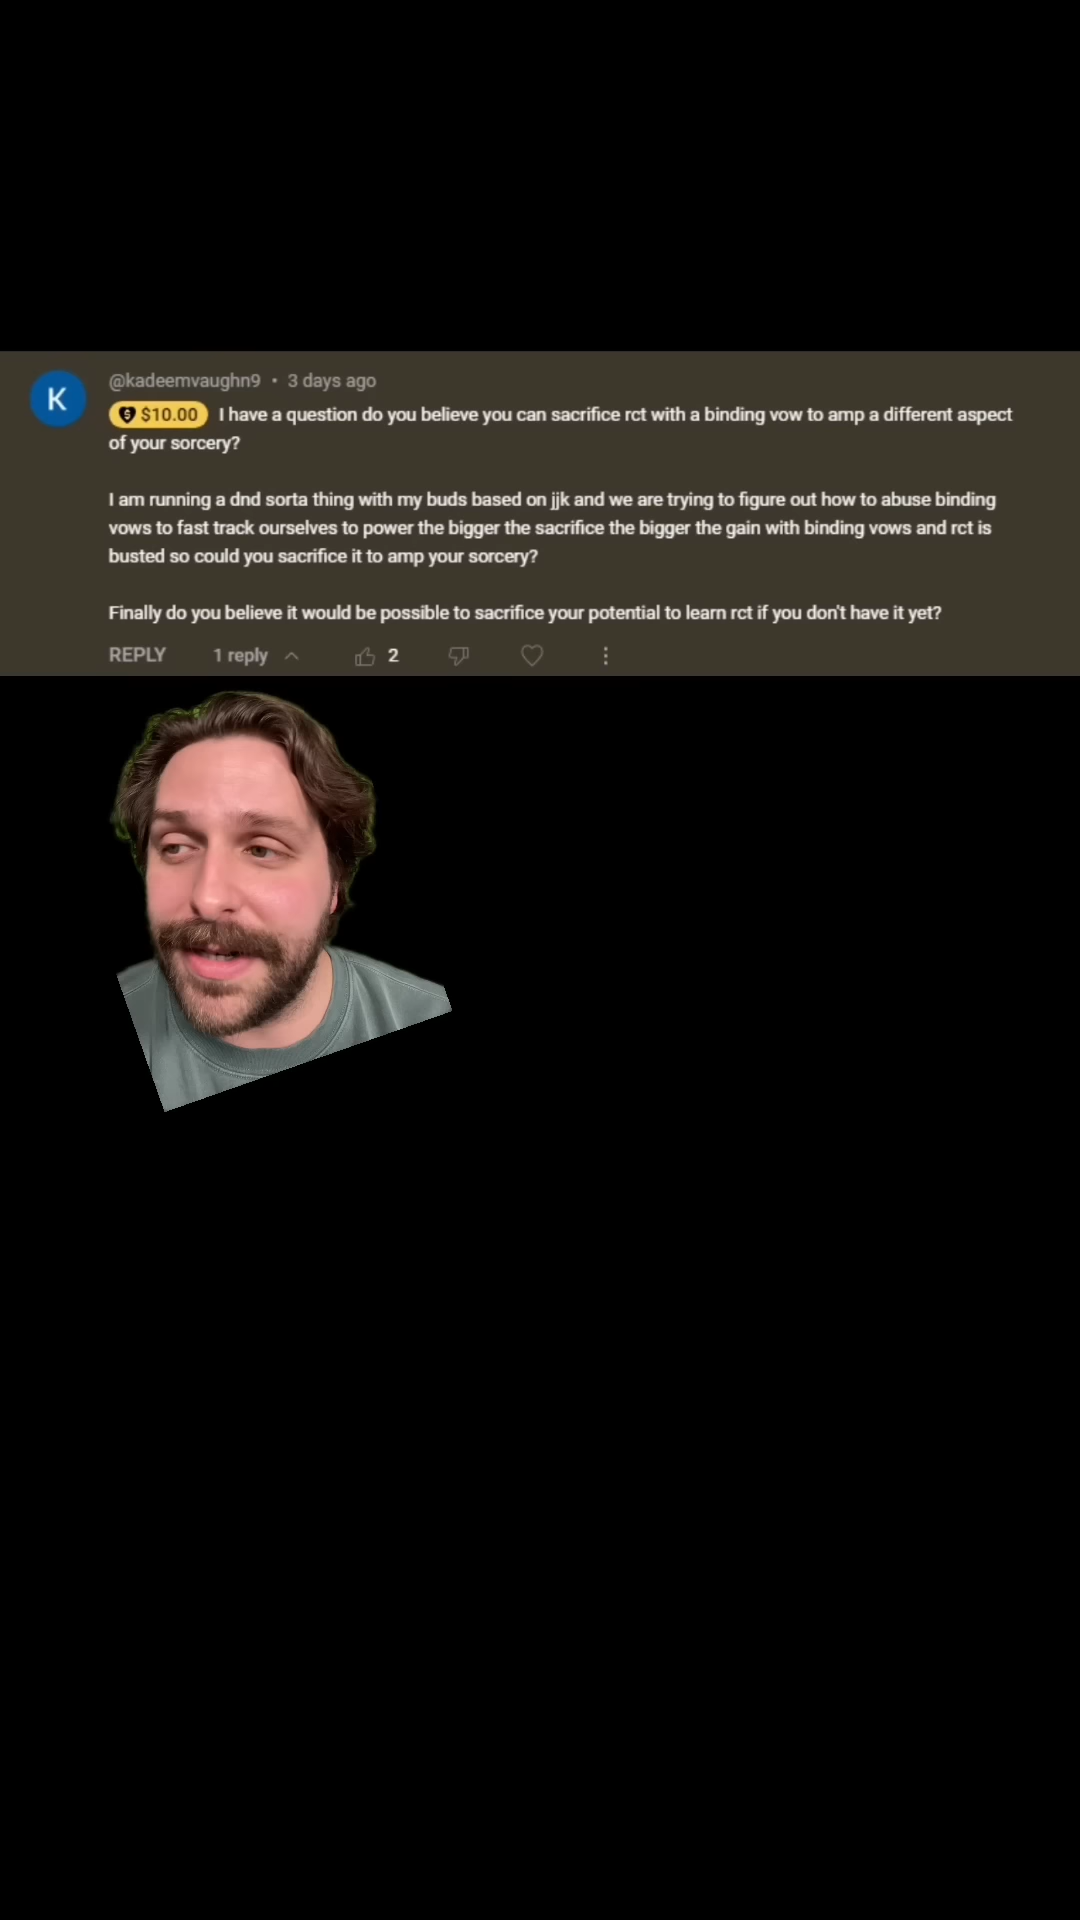 K
@kadeemvaughn9 • 3 days ago
$10.00 I have a question do you believe you can sacrifice rct with a binding vow to amp a different aspect
of your sorcery?
I am running a dnd sorta thing with my buds based on jjk and we are trying to figure out how to abuse binding
vows to fast track ourselves to power the bigger the sacrifice the bigger the gain with binding vows and rct is
busted so could you sacrifice it to amp your sorcery?
Finally do you believe it would be possible to sacrifice your potential to learn rct if you don't have it yet?
REPLY 1 reply 2